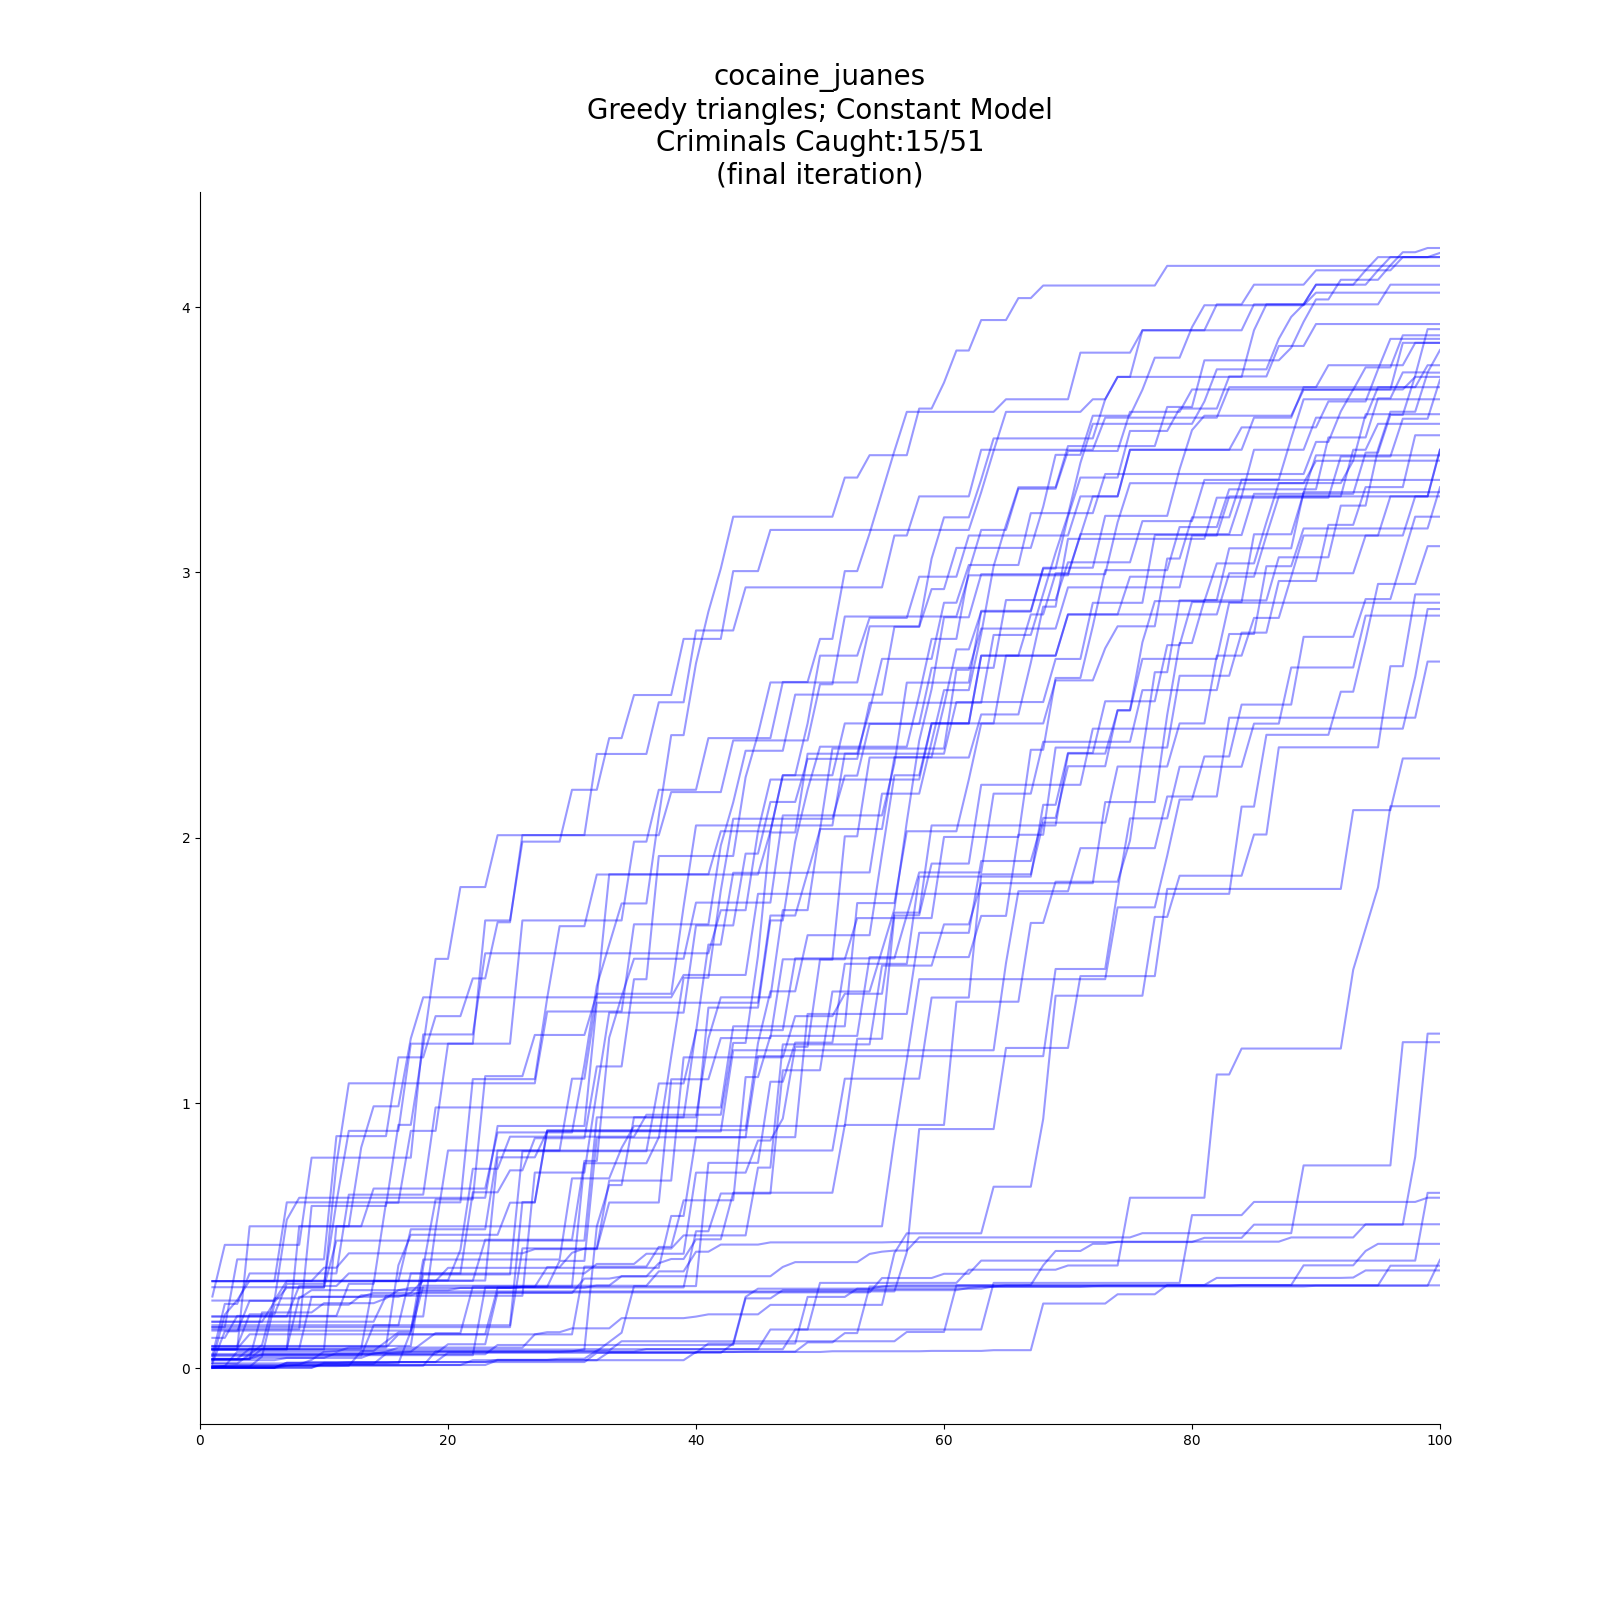 cocaine_juanes
Greedy triangles; Constant Model
Criminals Caught:15/51
(final iteration)
4
3
2
1
0
0 20 40 60 80 100